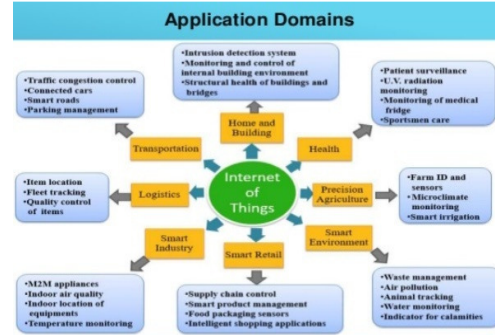 Application Domains
•Intrusion detection system
•Monitoring and control of
internal building environment
•Structural health of buildings and
bridges
•Traffic congestion control
•Connected cars
•Smart roads
•Parking management
•Patient surveillance
•U.V. radiation
monitoring
•Monitoring of medical
fridge
•Sportsmen care
Home and
Building
Transportation
Health
Internet
of
Things
•Item location
•Fleet tracking
•Quality control
of items
Logistics
Precision
Agriculture
•Farm ID and
sensors
•Microclimate
monitoring
•Smart irrigation
Smart
Industry
Smart Retail
Smart
Environment
•M2M appliances
•Indoor air quality
•Indoor location of
equipments
•Temperature monitoring
•Supply chain control
•Smart product management
•Food packaging sensors
•Intelligent shopping applications
•Waste management
•Air pollution
•Animal tracking
•Water monitoring
•Indicator for calamities